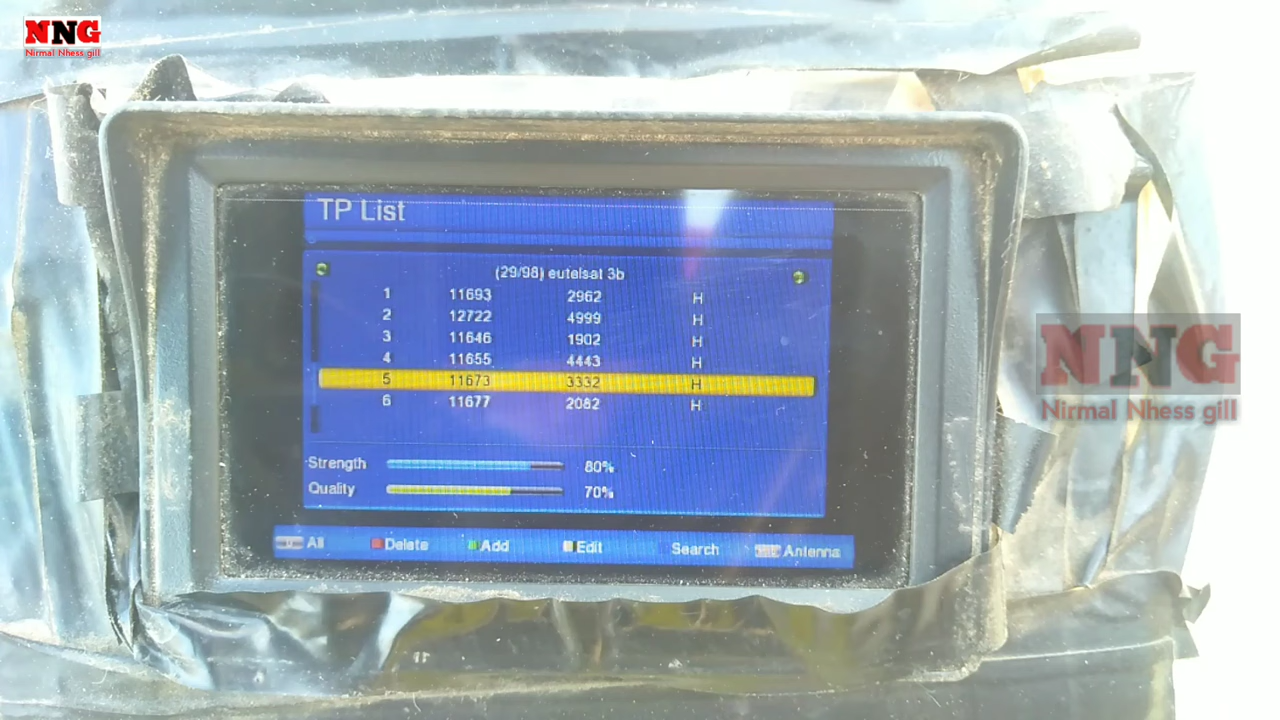 NNG
Nirmal Nhess gill
TP List
(29/98) eutelsat 3b
1 11693 2962 H
2 12722 4999 H
3 11646 1902 H
4 11655 4443 H
5 11673 3332 H
6 11677 2082 H
NNG
Nirmal Nhess gill
Strength 80%
Quality 70%
All Delete Add Edit Search Antenna